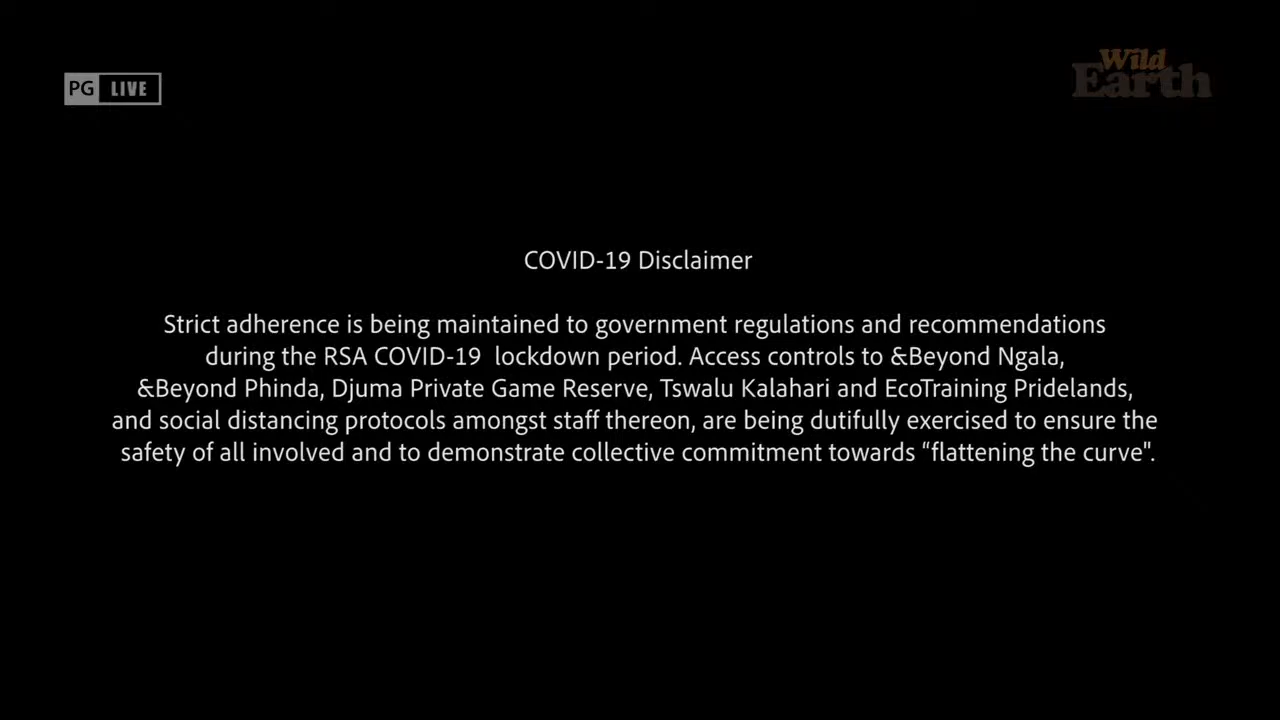 PG LIVE
Wild
Earth
COVID-19 Disclaimer
Strict adherence is being maintained to government regulations and recommendations
during the RSA COVID-19 lockdown period. Access controls to &Beyond Ngala,
&Beyond Phinda, Djuma Private Game Reserve, Tswalu Kalahari and EcoTraining Pridelands,
and social distancing protocols amongst staff thereon, are being dutifully exercised to ensure the
safety of all involved and to demonstrate collective commitment towards “flattening the curve”.